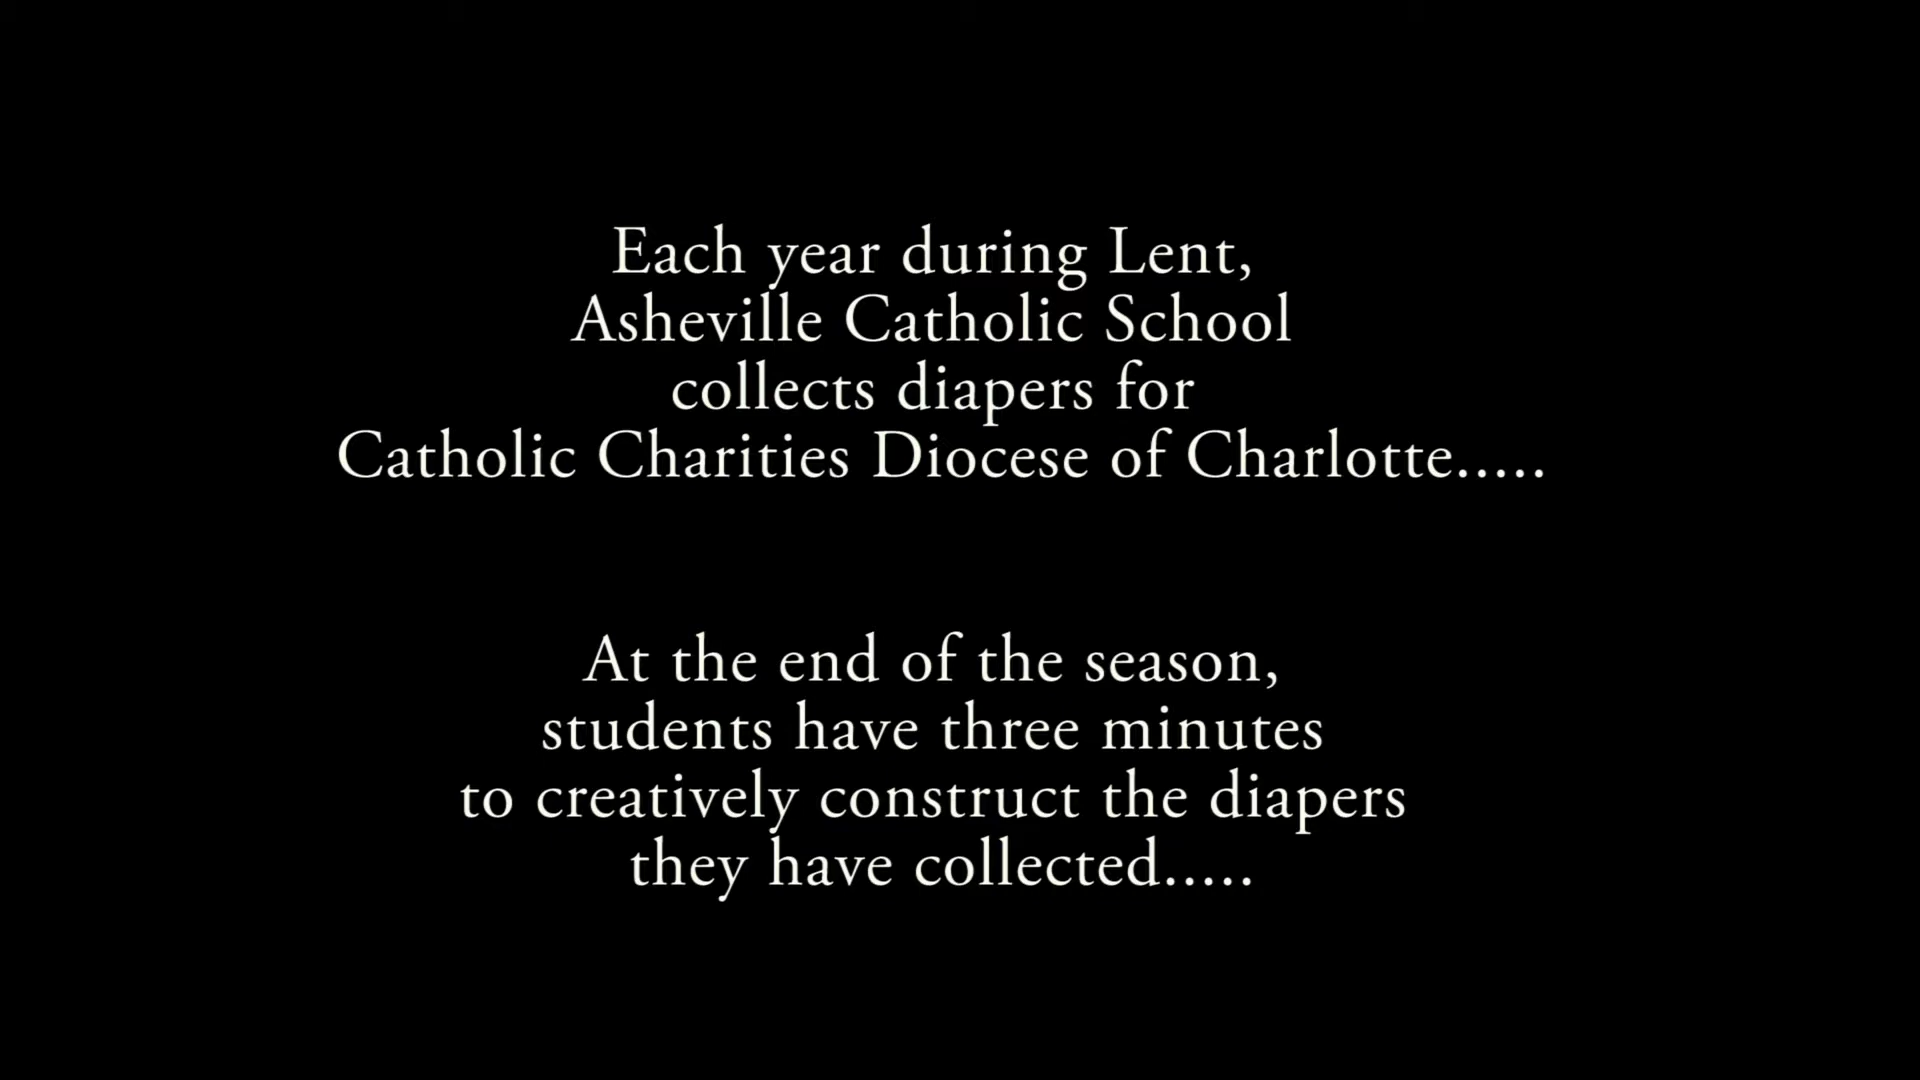 Each year during Lent,
Asheville Catholic School
collects diapers for
Catholic Charities Diocese of Charlotte.....
At the end of the season,
students have three minutes
to creatively construct the diapers
they have collected.....